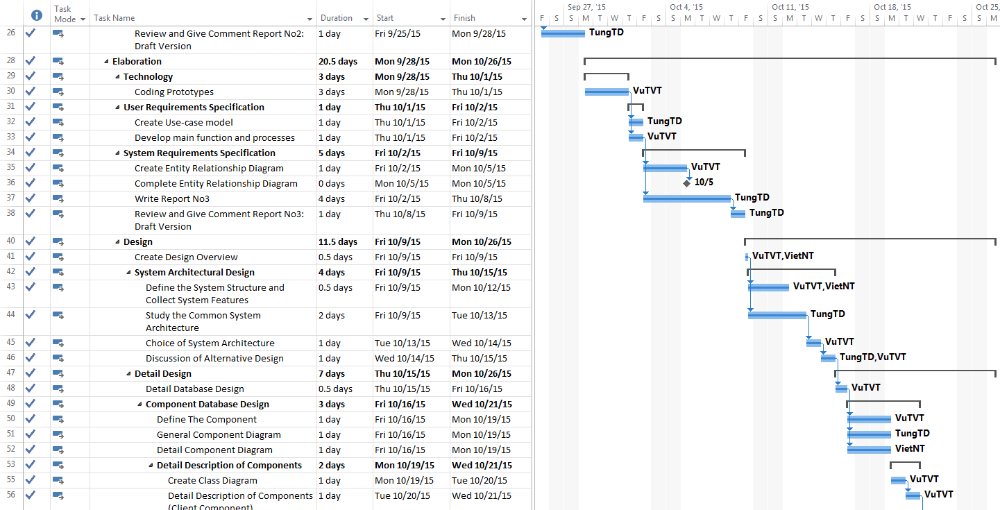 Task Mode Task Name Duration Start Finish Sep 27, '15 Oct 4, '15 Oct 11, '15 Oct 18, '15 Oct 25,
F S S M T W T F S S M T W T F S S M T W T F S S M T W T F S S M
26 Review and Give Comment Report No2: 1 day Fri 9/25/15 Mon 9/28/15 TungTD
Draft Version
28 Elaboration 20.5 days Mon 9/28/15 Mon 10/26/15
29 Technology 3 days Mon 9/28/15 Thu 10/1/15
30 Coding Prototypes 3 days Mon 9/28/15 Thu 10/1/15 VuTVT
31 User Requirements Specification 1 day Thu 10/1/15 Fri 10/2/15
32 Create Use-case model 1 day Thu 10/1/15 Fri 10/2/15 TungTD
33 Develop main function and processes 1 day Thu 10/1/15 Fri 10/2/15 VuTVT
34 System Requirements Specification 5 days Fri 10/2/15 Fri 10/9/15
35 Create Entity Relationship Diagram 1 day Fri 10/2/15 Mon 10/5/15 VuTVT
36 Complete Entity Relationship Diagram 0 days Mon 10/5/15 Mon 10/5/15 10/5
37 Write Report No3 4 days Fri 10/2/15 Thu 10/8/15 TungTD
38 Review and Give Comment Report No3: 1 day Thu 10/8/15 Fri 10/9/15 TungTD
Draft Version
40 Design 11.5 days Fri 10/9/15 Mon 10/26/15
41 Create Design Overview 0.5 days Fri 10/9/15 Fri 10/9/15 VuTVT,VietNT
42 System Architectural Design 4 days Fri 10/9/15 Thu 10/15/15
43 Define the System Structure and 0.5 days Fri 10/9/15 Mon 10/12/15 VuTVT,VietNT
Collect System Features
44 Study the Common System 2 days Fri 10/9/15 Tue 10/13/15 TungTD
Architecture
45 Choice of System Architecture 1 day Tue 10/13/15 Wed 10/14/15 VuTVT
46 Discussion of Alternative Design 1 day Wed 10/14/15 Thu 10/15/15 TungTD,VuTVT
47 Detail Design 7 days Thu 10/15/15 Mon 10/26/15
48 Detail Database Design 0.5 days Thu 10/15/15 Fri 10/16/15 VuTVT
49 Component Database Design 3 days Fri 10/16/15 Wed 10/21/15
50 Define The Component 1 day Fri 10/16/15 Mon 10/19/15 VuTVT
51 General Component Diagram 1 day Fri 10/16/15 Mon 10/19/15 TungTD
52 Detail Component Diagram 1 day Fri 10/16/15 Mon 10/19/15 VietNT
53 Detail Description of Components 2 days Mon 10/19/15 Wed 10/21/15
55 Create Class Diagram 1 day Mon 10/19/15 Tue 10/20/15 VuTVT
56 Detail Description of Components 1 day Tue 10/20/15 Wed 10/21/15 VuTVT
(Client Component)